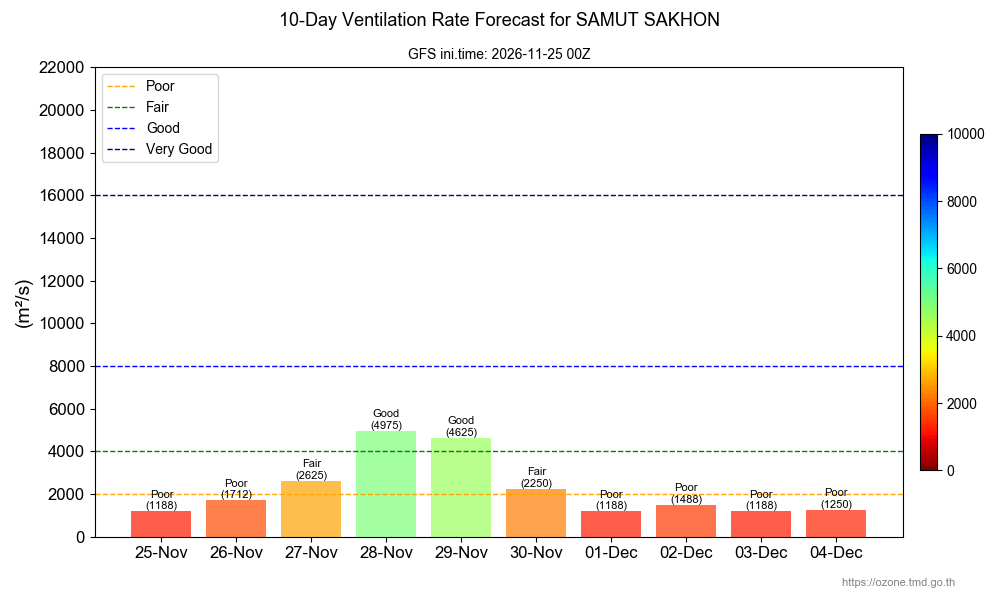 10-Day Ventilation Rate Forecast for SAMUT SAKHON
GFS ini.time: 2026-11-25 00Z
22000
20000
18000
16000
14000
12000
10000
8000
6000
4000
2000
0
(m²/s)
Poor
Fair
Good
Very Good
Poor
(1188)
Poor
(1712)
Fair
(2625)
Good
(4975)
Good
(4625)
Fair
(2250)
Poor
(1188)
Poor
(1488)
Poor
(1188)
Poor
(1250)
25-Nov 26-Nov 27-Nov 28-Nov 29-Nov 30-Nov 01-Dec 02-Dec 03-Dec 04-Dec
10000
8000
6000
4000
2000
0
https://ozone.tmd.go.th